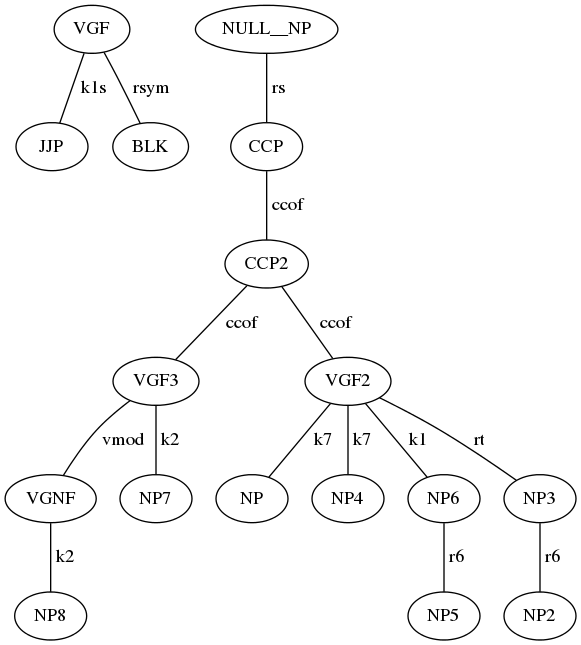 VGF NULL__NP
k1s rsym rs
JJP BLK CCP
ccof
CCP2
ccof ccof
VGF3 VGF2
vmod k2 k7 k7 k1 rt
VGNF NP7 NP NP4 NP6 NP3
k2 r6 r6
NP8 NP5 NP2